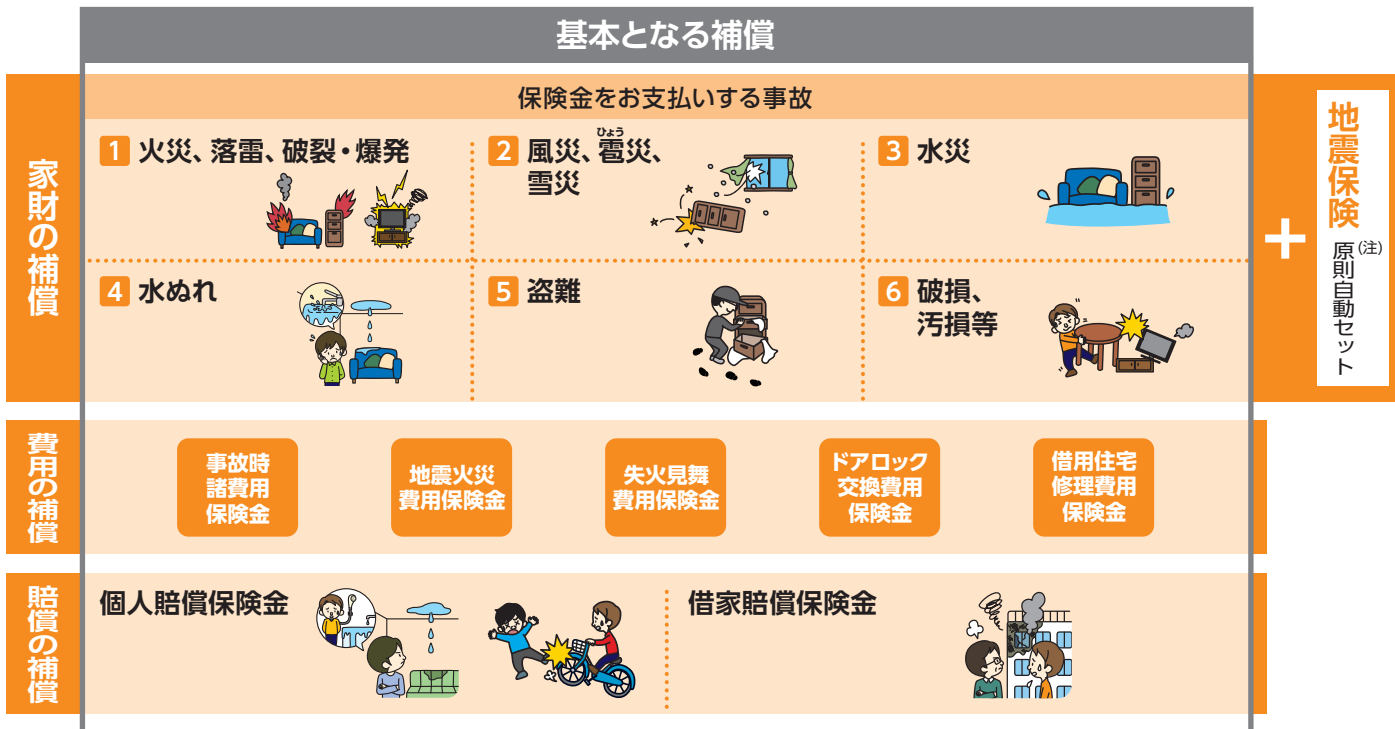 基本となる補償
保険金をお支払いする事故
家財の補償
1 火災、落雷、破裂・爆発
2 風災、雹災、
ひょう
雪災
3 水災
4 水ぬれ
5 盗難
6 破損、
汚損等
+
地震保険
原則自動セット
(注)
費用の補償
事故時
諸費用
保険金
地震火災
費用保険金
失火見舞
費用保険金
ドアロック
交換費用
保険金
借用住宅
修理費用
保険金
賠償の補償
個人賠償保険金
借家賠償保険金